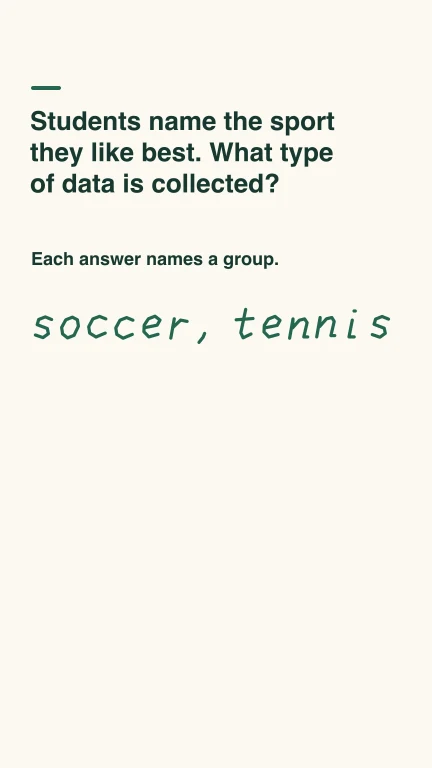 Students name the sport
they like best. What type
of data is collected?
Each answer names a group.
soccer, tennis